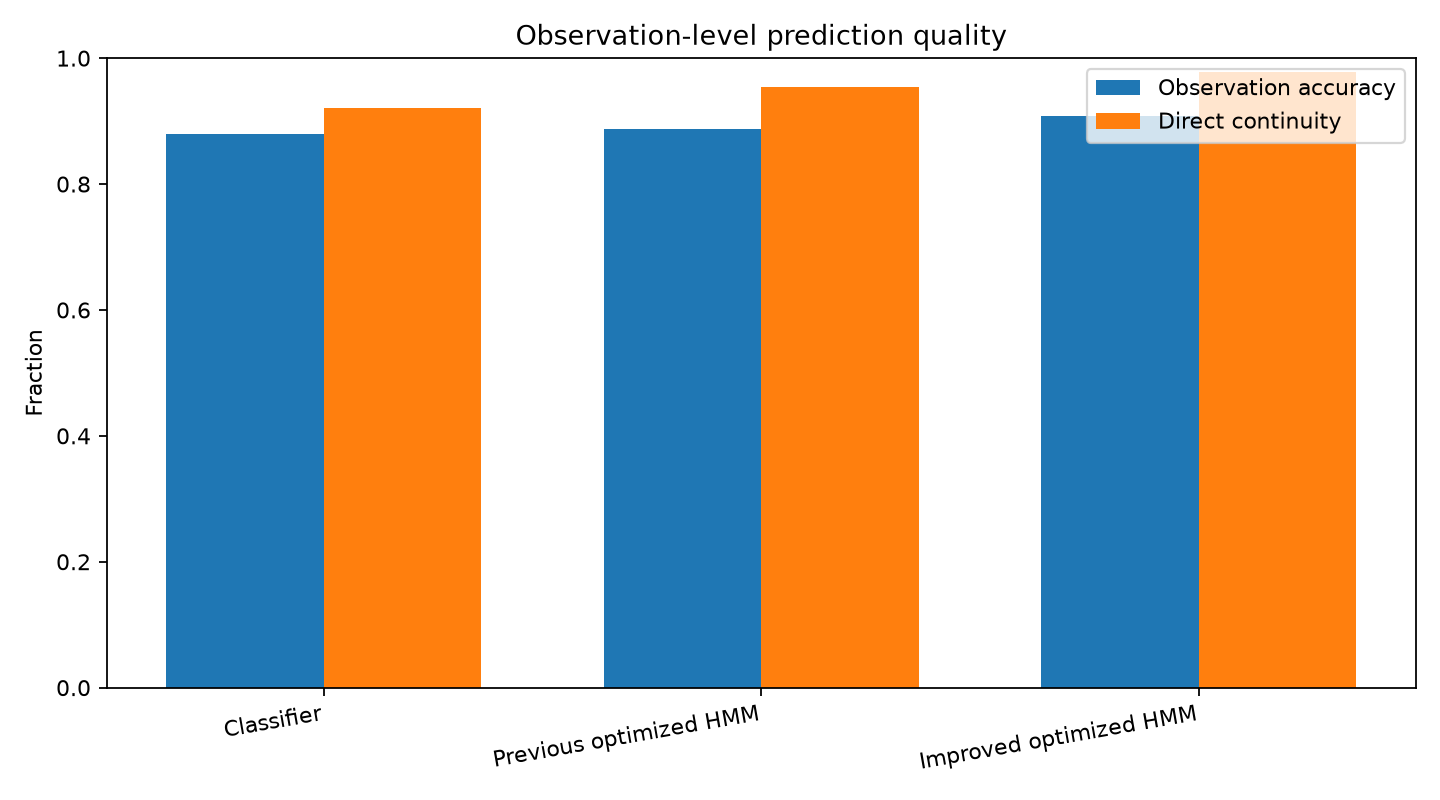 Observation-level prediction quality
Observation accuracy
Direct continuity
Fraction
1.0
0.8
0.6
0.4
0.2
0.0
Classifier
Previous optimized HMM
Improved optimized HMM